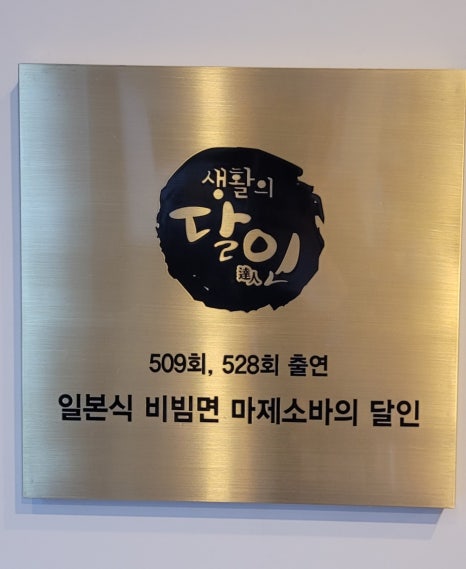 생활의
달인
達人
509회, 528회 출연
일본식 비빔면 마제소바의 달인